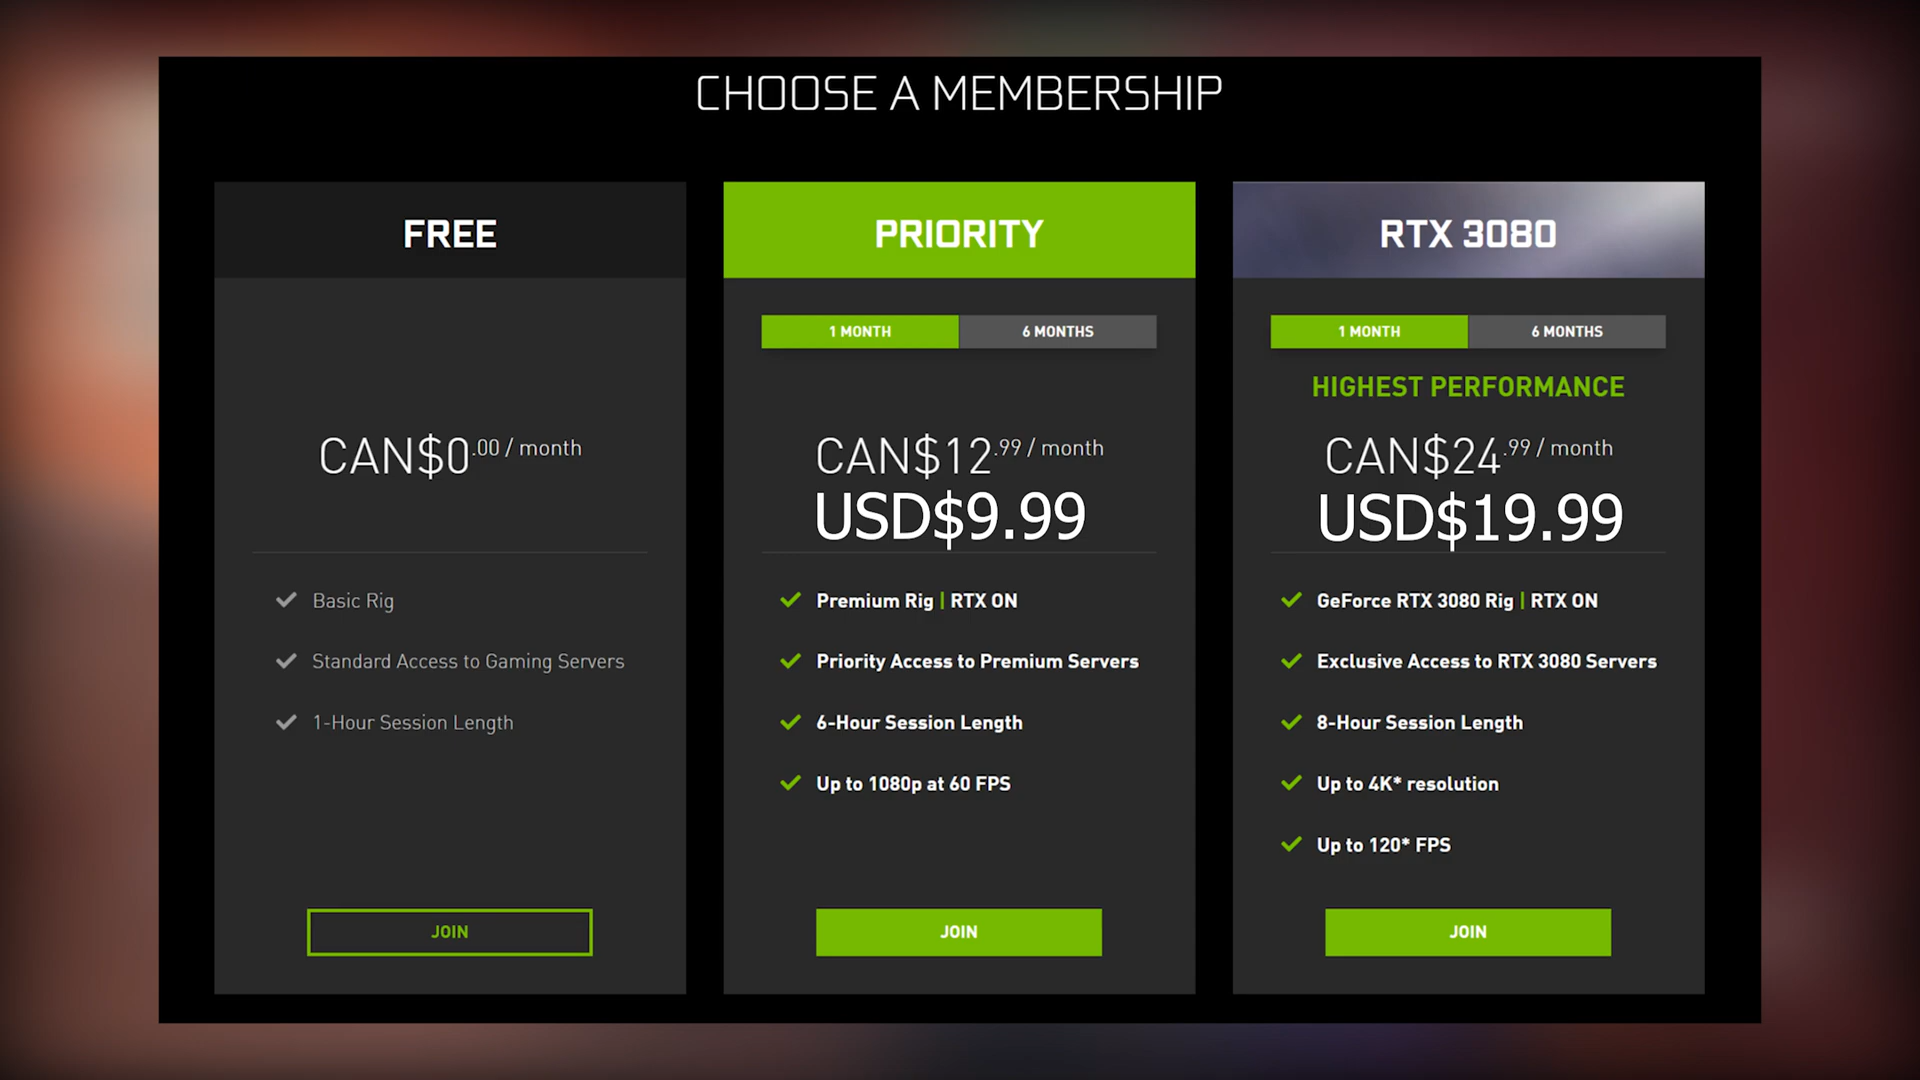 CHOOSE A MEMBERSHIP
FREE
CAN$0.00 / month
Basic Rig
Standard Access to Gaming Servers
1-Hour Session Length
JOIN
PRIORITY
1 MONTH
6 MONTHS
CAN$12.99 / month
USD$9.99
Premium Rig | RTX ON
Priority Access to Premium Servers
6-Hour Session Length
Up to 1080p at 60 FPS
JOIN
RTX 3080
1 MONTH
6 MONTHS
HIGHEST PERFORMANCE
CAN$24.99 / month
USD$19.99
GeForce RTX 3080 Rig | RTX ON
Exclusive Access to RTX 3080 Servers
8-Hour Session Length
Up to 4K* resolution
Up to 120* FPS
JOIN